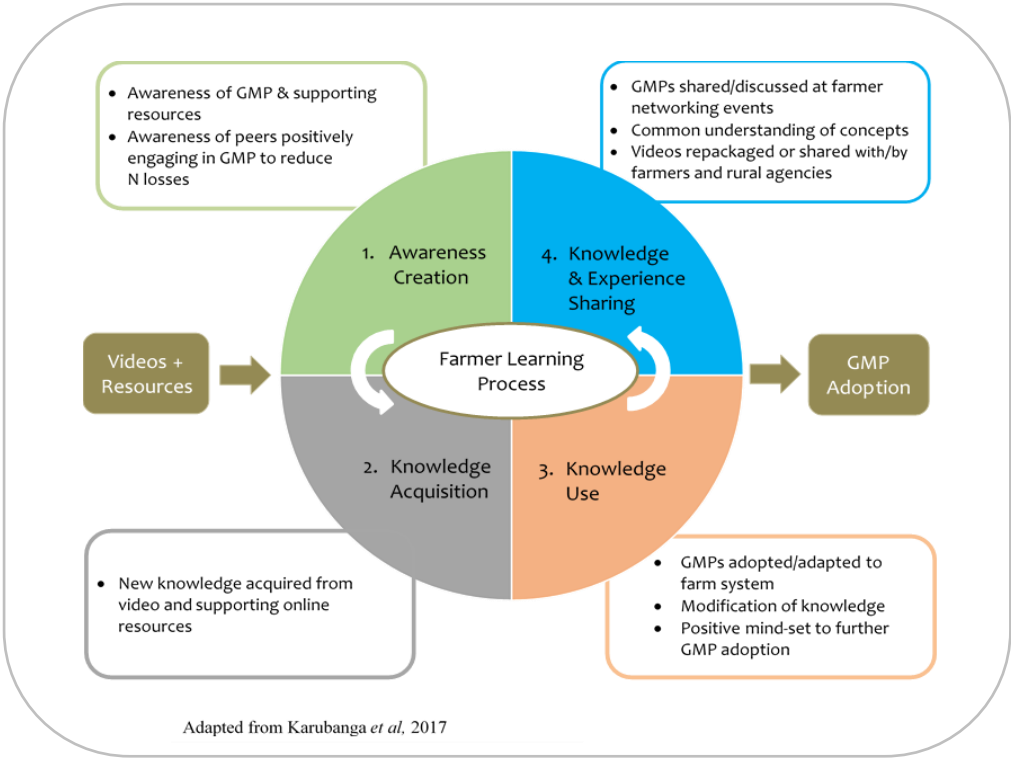 • Awareness of GMP & supporting
resources
• Awareness of peers positively
engaging in GMP to reduce
N losses
• GMPs shared/discussed at farmer
networking events
• Common understanding of concepts
• Videos repackaged or shared with/by
farmers and rural agencies
1. Awareness
Creation
4. Knowledge
& Experience
Sharing
Videos +
Resources
Farmer Learning
Process
GMP
Adoption
2. Knowledge
Acquisition
3. Knowledge
Use
• New knowledge acquired from
video and supporting online
resources
• GMPs adopted/adapted to
farm system
• Modification of knowledge
• Positive mind-set to further
GMP adoption
Adapted from Karubanga et al, 2017